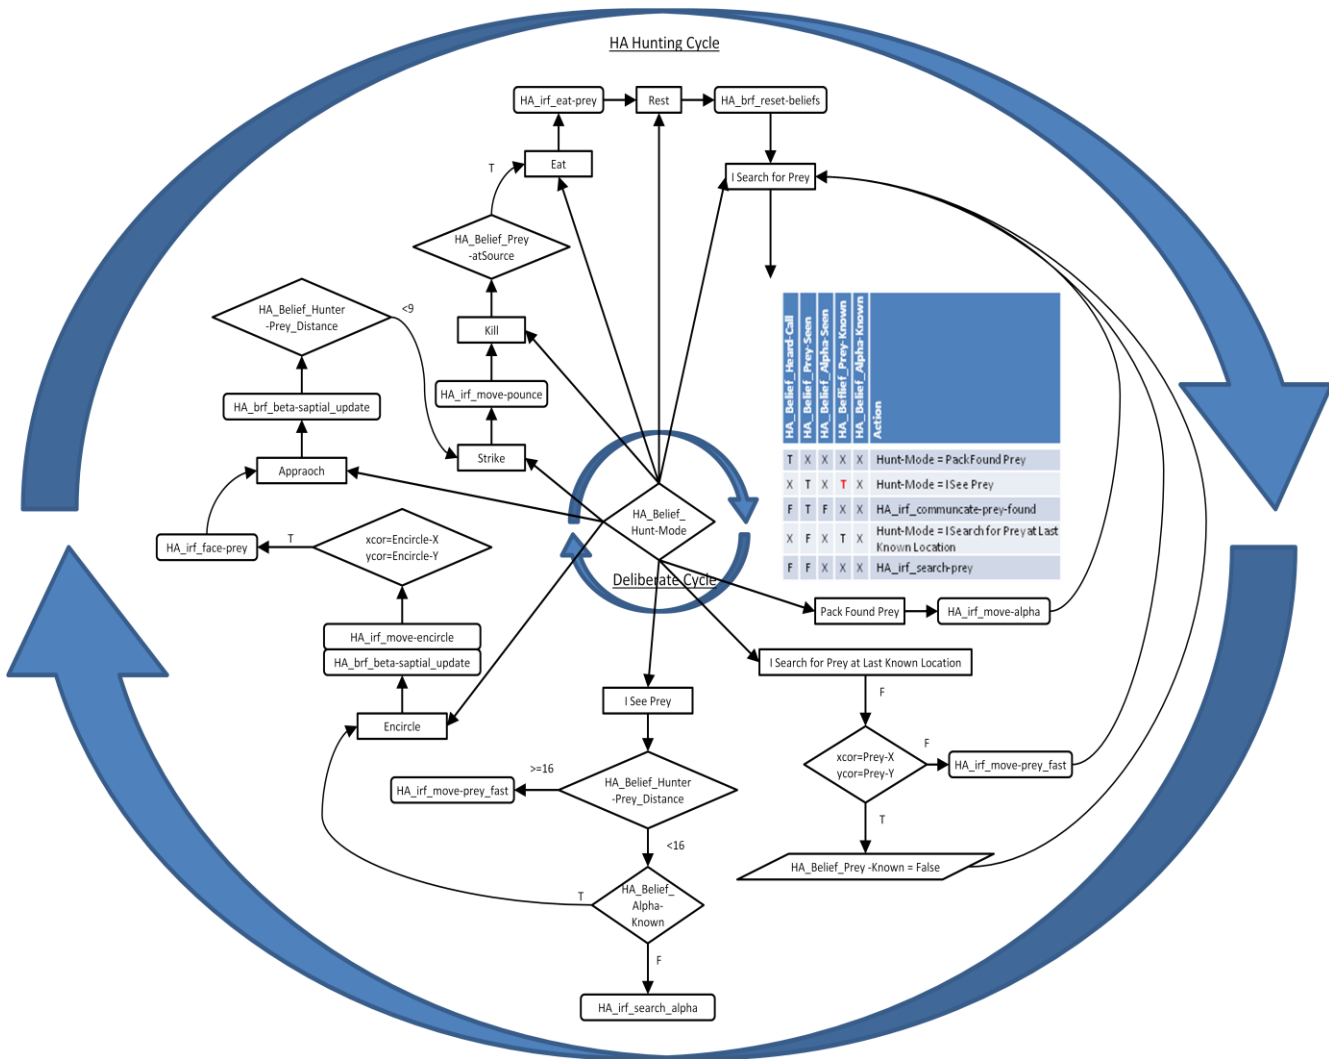 HA Hunting Cycle
HA_irf_eat-prey
Rest
HA_brf_reset-beliefs
T
Eat
I Search for Prey
HA_Belief_Prey
-atSource
HA_Belief_Hunter
-Prey_Distance
<9
Kill
HA_irf_move-pounce
HA_brf_beta-saptial_update
Strike
Appraoch
HA_Belief_Heard-Call
HA_Belief_Prey-Seen
HA_Belief_Alpha-Seen
HA_Beflief_Prey-Known
HA_Belief_Alpha-Known
Action
T X X X X Hunt-Mode = Pack Found Prey
X T X T X Hunt-Mode = I See Prey
F T F X X HA_irf_communcate-prey-found
X F X T X Hunt-Mode = I Search for Prey at Last
Known Location
F F X X X HA_irf_search-prey
HA_Belief_
Hunt-Mode
Deliberate Cycle
HA_irf_face-prey
T
xcor=Encircle-X
ycor=Encircle-Y
HA_irf_move-encircle
HA_brf_beta-saptial_update
Encircle
Pack Found Prey
HA_irf_move-alpha
I Search for Prey at Last Known Location
F
xcor=Prey-X
ycor=Prey-Y
F
HA_irf_move-prey_fast
T
HA_Belief_Prey -Known = False
I See Prey
HA_Belief_Hunter
-Prey_Distance
>=16
HA_irf_move-prey_fast
<16
HA_Belief_
Alpha-
Known
T
F
HA_irf_search_alpha